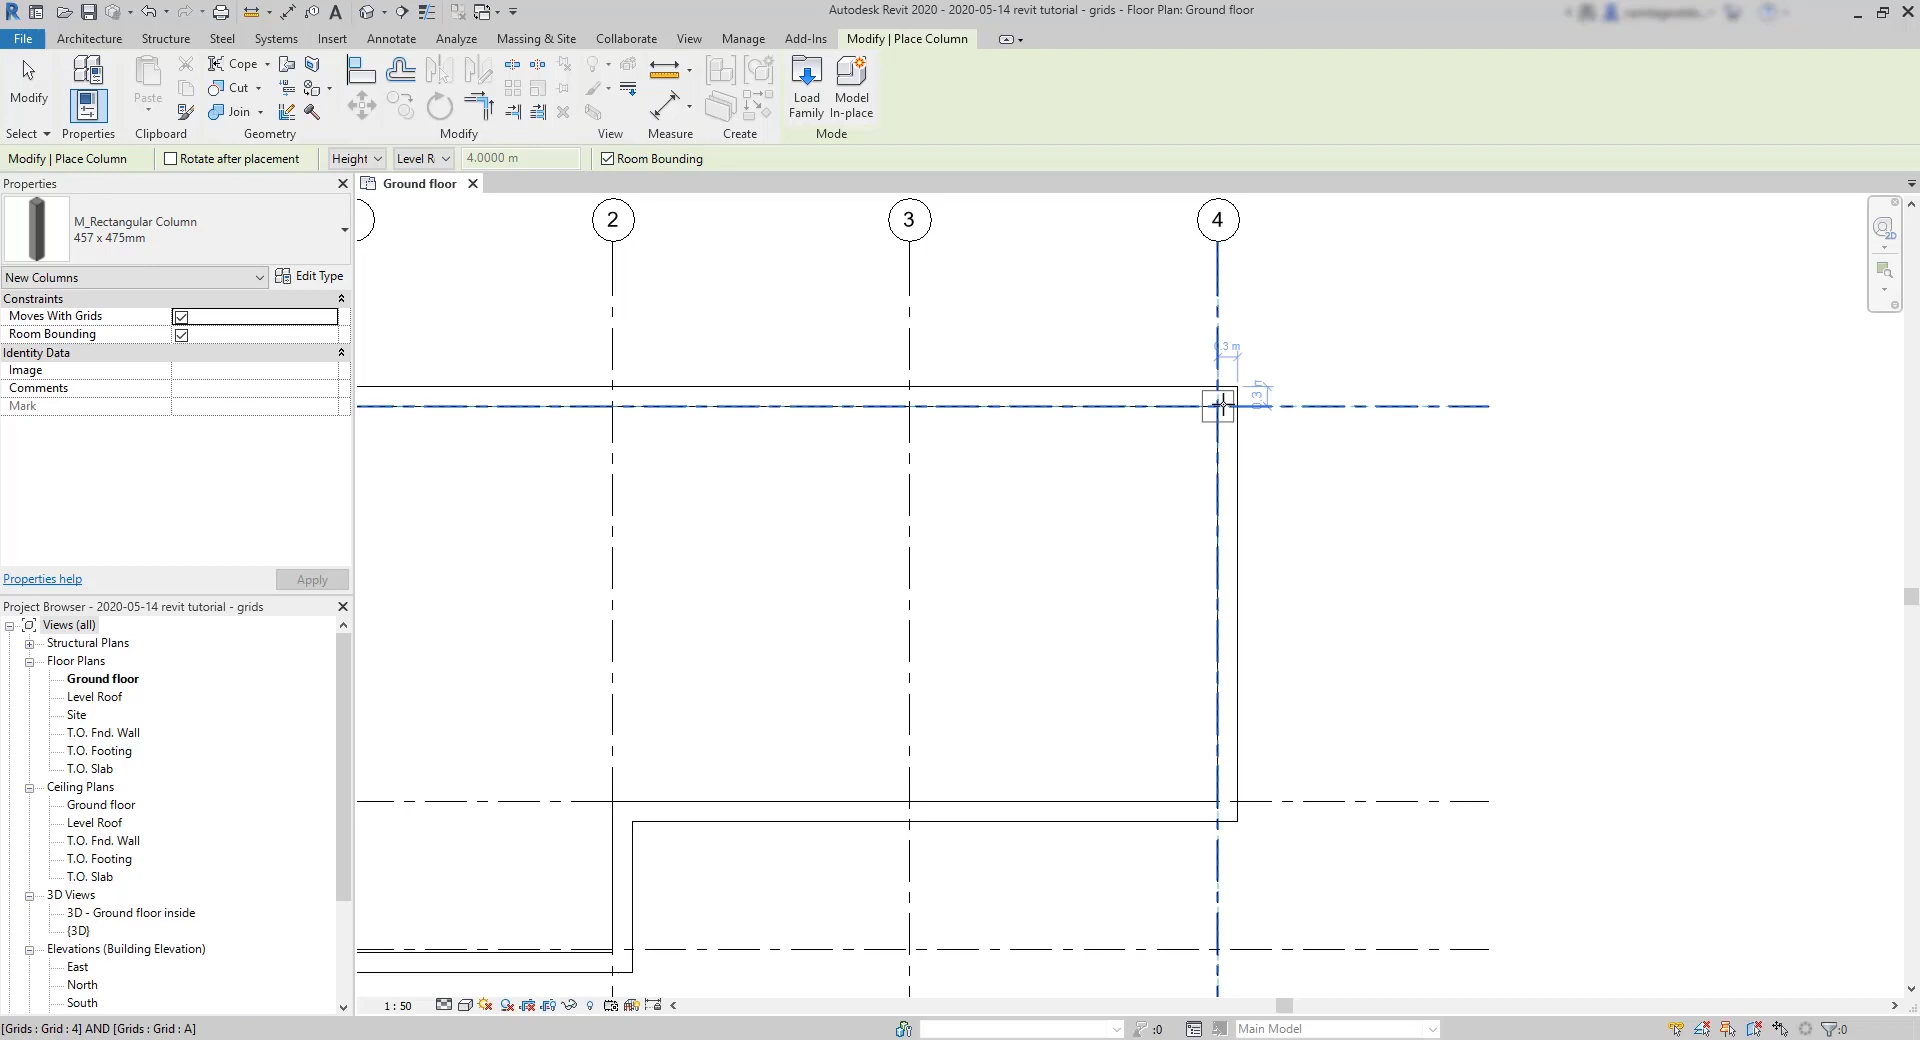 Autodesk Revit 2020 - 2020-05-14 revit tutorial - grids - Floor Plan: Ground floor
File Architecture Structure Steel Systems Insert Annotate Analyze Massing & Site Collaborate View Manage Add-Ins Modify | Place Column
Cope
Cut
Join
Modify
Paste
Load Family
Model In-place
Select Properties Clipboard Geometry Modify View Measure Create Mode
Modify | Place Column Rotate after placement Height Level R 4.0000 m Room Bounding
Properties
Ground floor
M_Rectangular Column
457 x 475mm
New Columns Edit Type
Constraints
Moves With Grids
Room Bounding
Identity Data
Image
Comments
Mark
Properties help Apply
2 3 4
0.3 m
Project Browser - 2020-05-14 revit tutorial - grids
Views (all)
Structural Plans
Floor Plans
Ground floor
Level Roof
Site
T.O. Fnd. Wall
T.O. Footing
T.O. Slab
Ceiling Plans
Ground floor
Level Roof
T.O. Fnd. Wall
T.O. Footing
T.O. Slab
3D Views
3D - Ground floor inside
{3D}
Elevations (Building Elevation)
East
North
South
1 : 50
[Grids : Grid : 4] AND [Grids : Grid : A] :0 Main Model :0